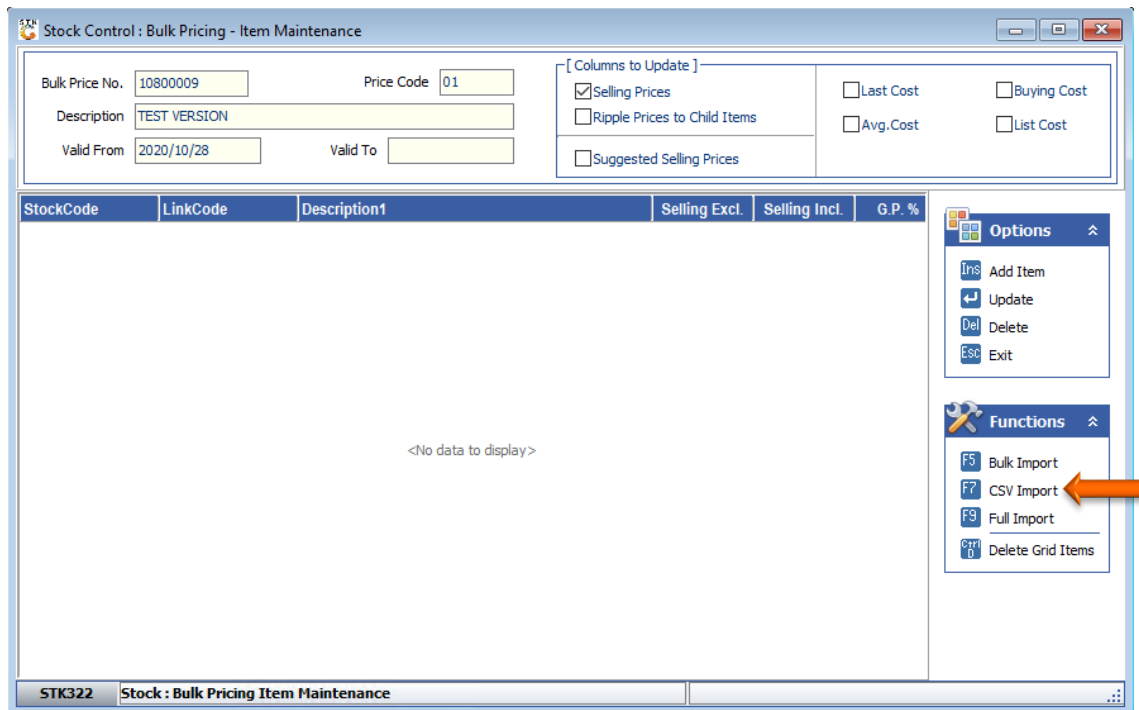 Stock Control : Bulk Pricing - Item Maintenance
Bulk Price No. 10800009 Price Code 01
Description TEST VERSION
Valid From 2020/10/28 Valid To
[ Columns to Update ]
Selling Prices
Ripple Prices to Child Items
Suggested Selling Prices
Last Cost Buying Cost
Avg.Cost List Cost
StockCode LinkCode Description1 Selling Excl. Selling Incl. G.P. %
<No data to display>
Options
Ins Add Item
Update
Del Delete
Esc Exit
Functions
F5 Bulk Import
F7 CSV Import
F9 Full Import
Ctrl D Delete Grid Items
STK322 Stock : Bulk Pricing Item Maintenance